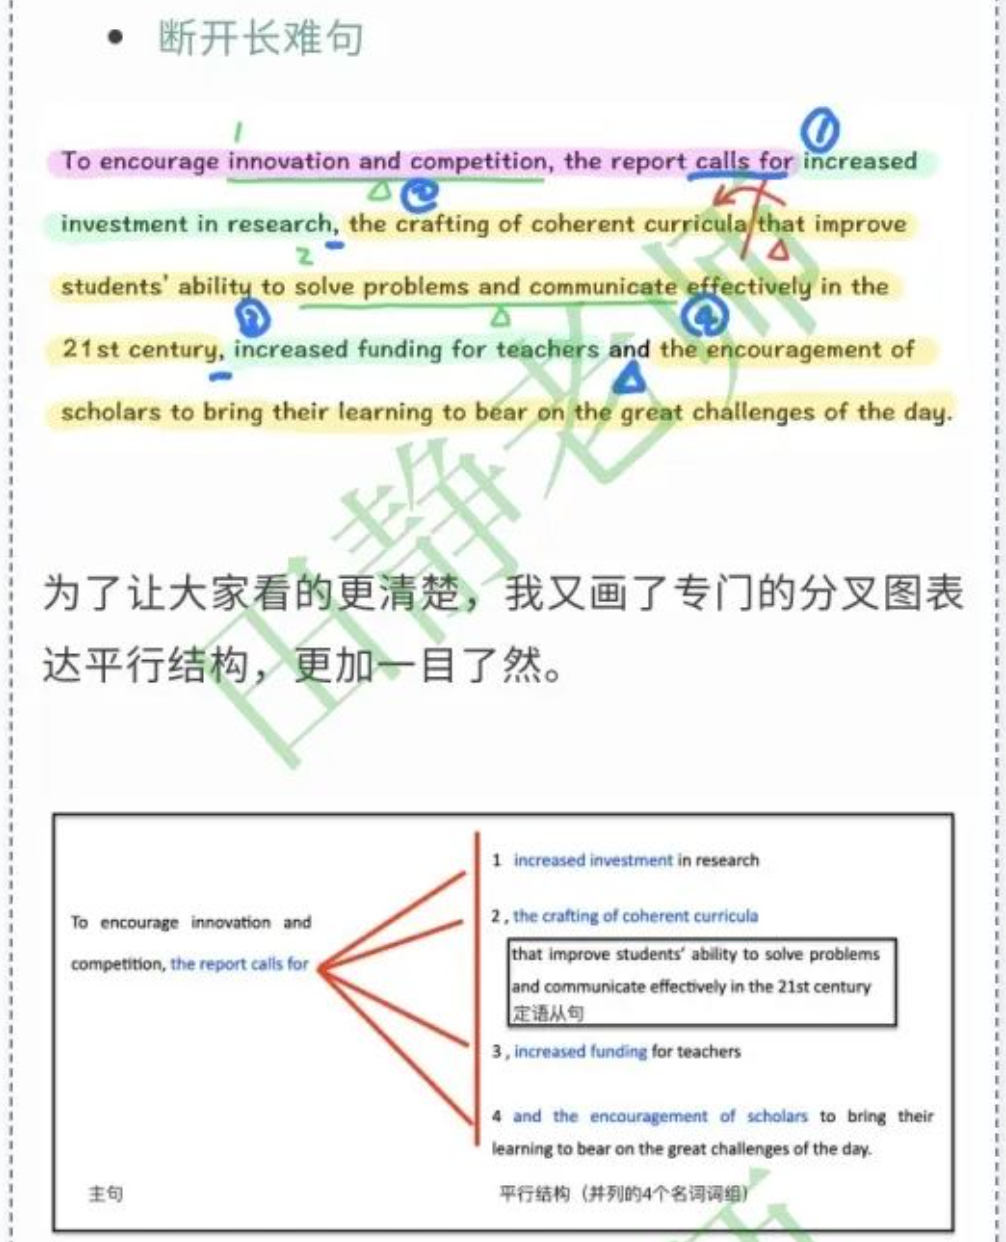 断开长难句
1
①
To encourage innovation and competition, the report calls for increased
②
investment in research, the crafting of coherent curricula that improve
2
students' ability to solve problems and communicate effectively in the
③ ④
21st century, increased funding for teachers and the encouragement of
scholars to bring their learning to bear on the great challenges of the day.
田静老师
为了让大家看的更清楚，我又画了专门的分叉图表
达平行结构，更加一目了然。
To encourage innovation and
competition, the report calls for
1 increased investment in research
2 , the crafting of coherent curricula
that improve students' ability to solve problems
and communicate effectively in the 21st century
定语从句
3 , increased funding for teachers
4 and the encouragement of scholars to bring their
learning to bear on the great challenges of the day.
主句
平行结构（并列的4个名词词组）